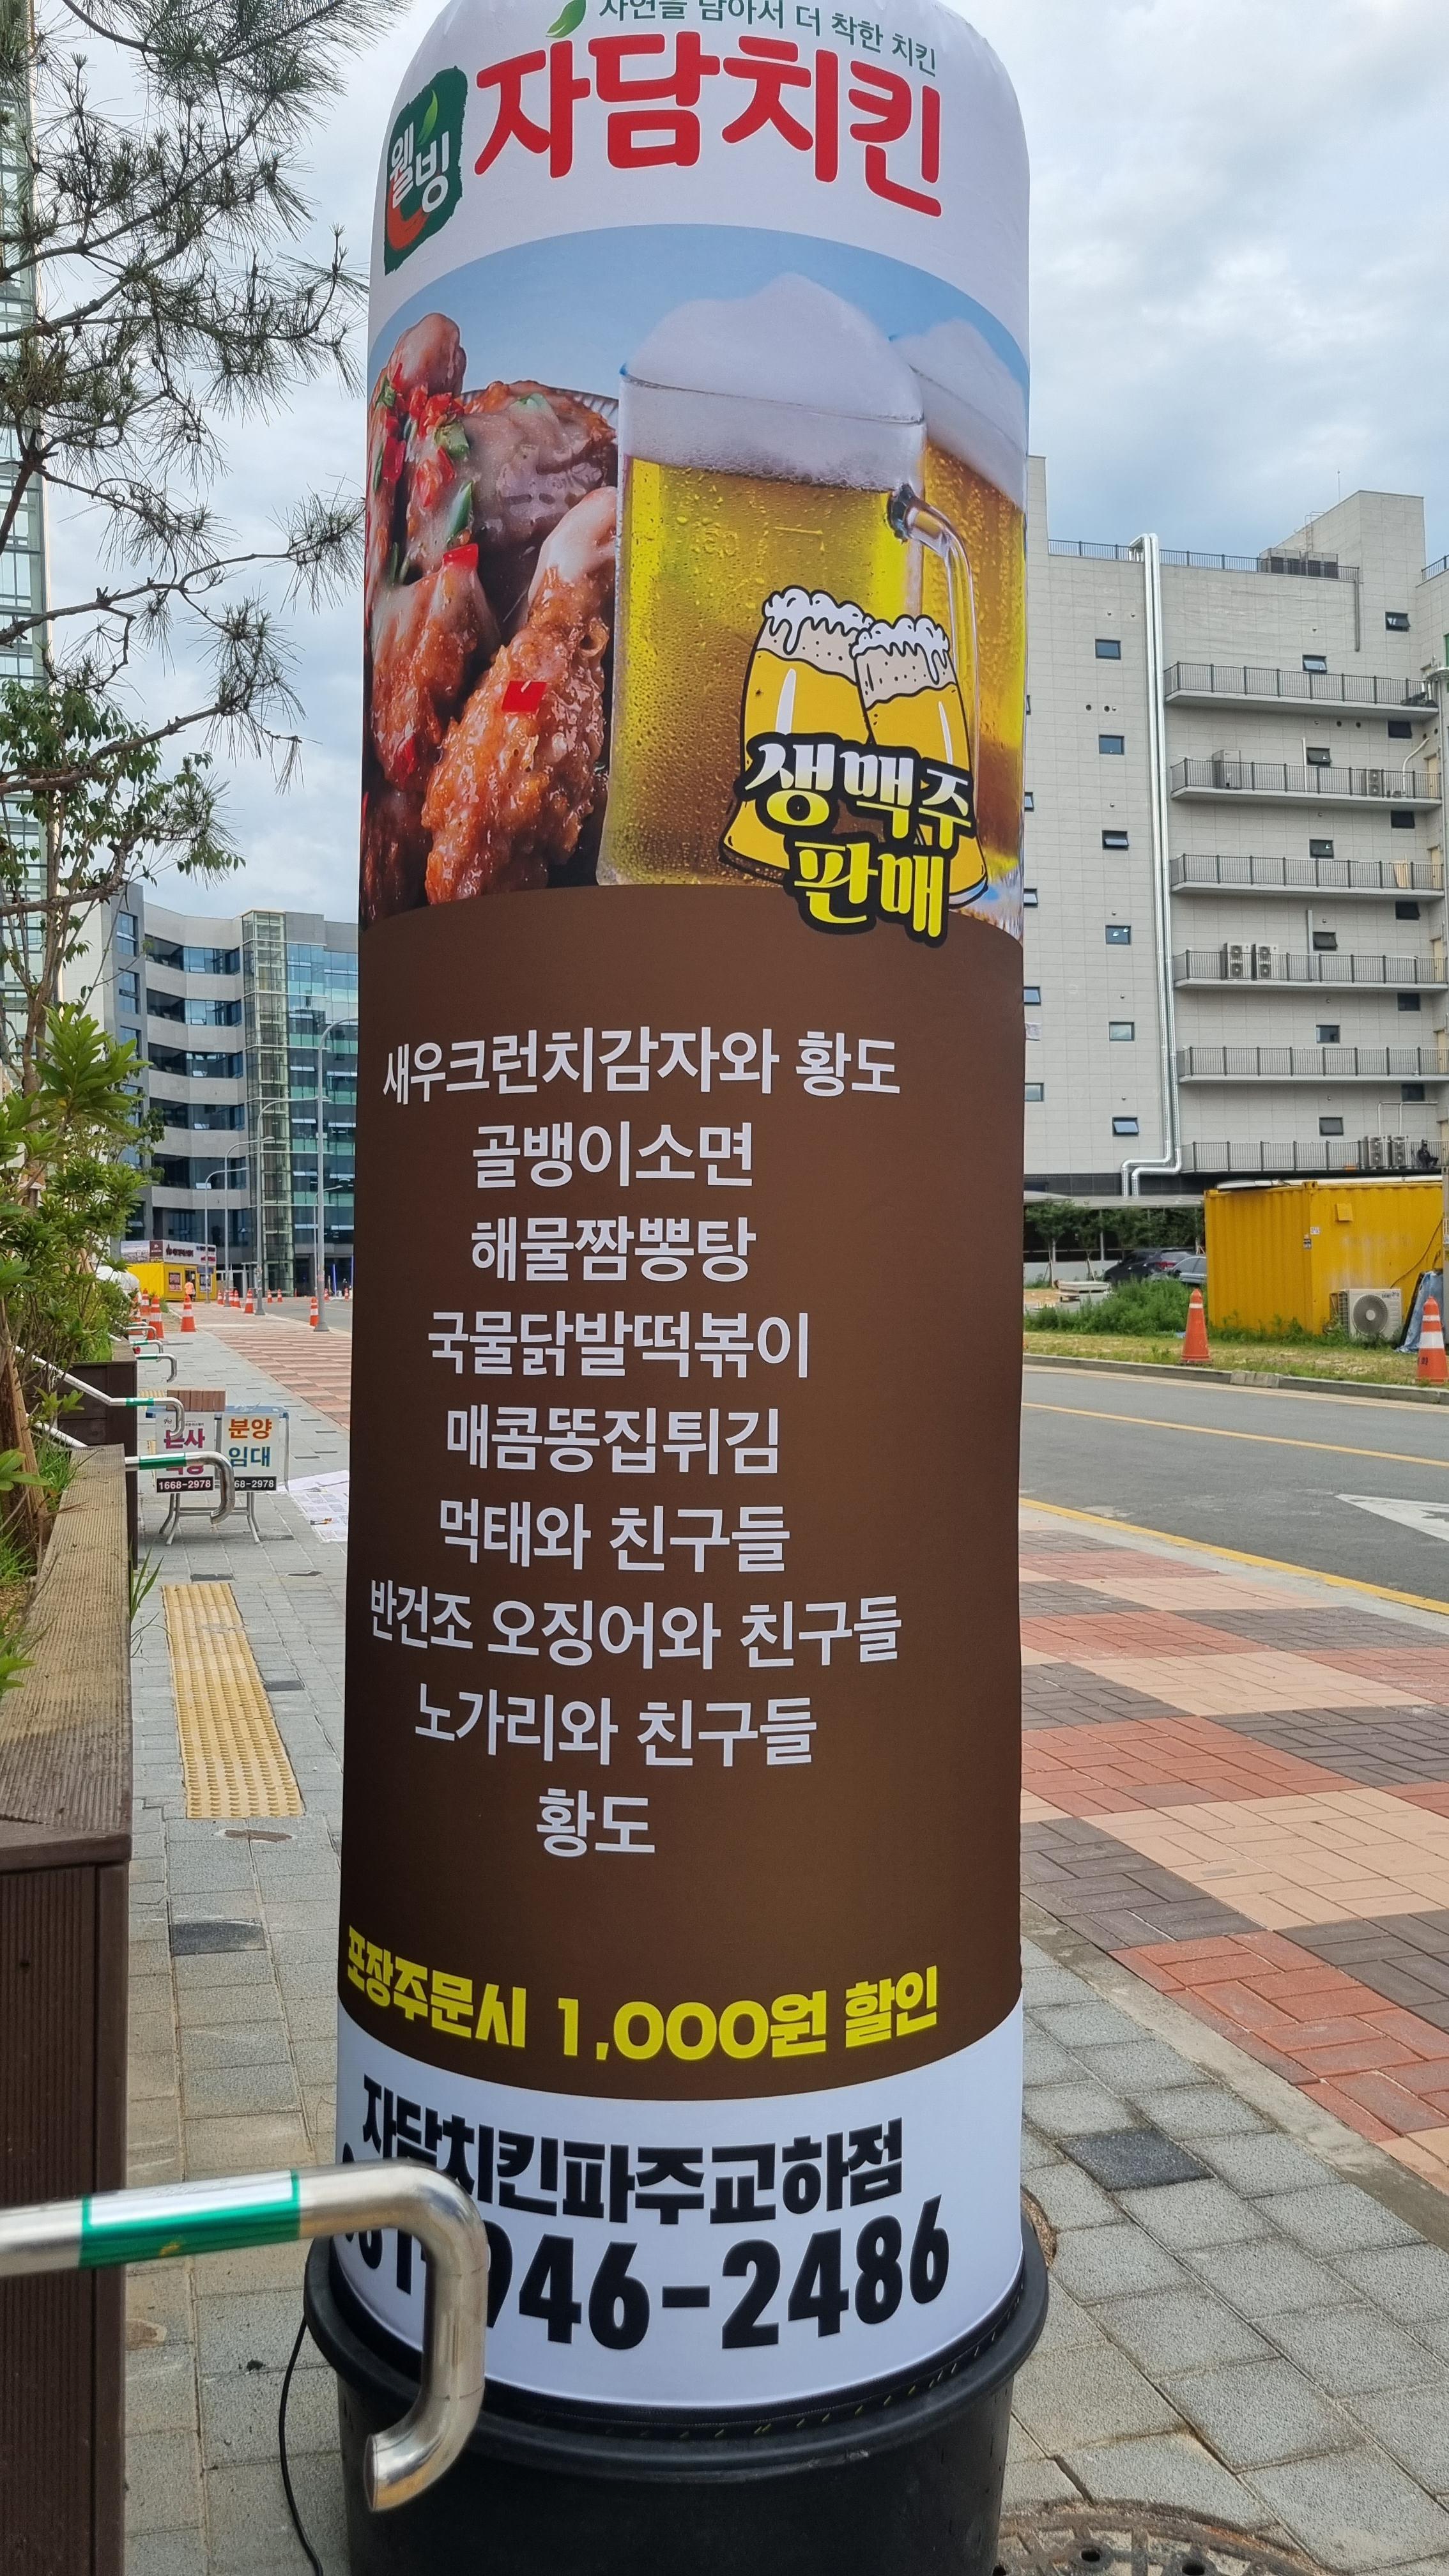 자연을 담아서 더 착한 치킨
웰빙
자담치킨
생맥주
판매
새우크런치감자와 황도
골뱅이소면
해물짬뽕탕
국물닭발떡볶이
매콤똥집튀김
먹태와 친구들
반건조 오징어와 친구들
노가리와 친구들
황도
포장주문시 1,000원 할인
자담치킨파주교하점
946-2486
분양
임대
1668-2978
68-2978